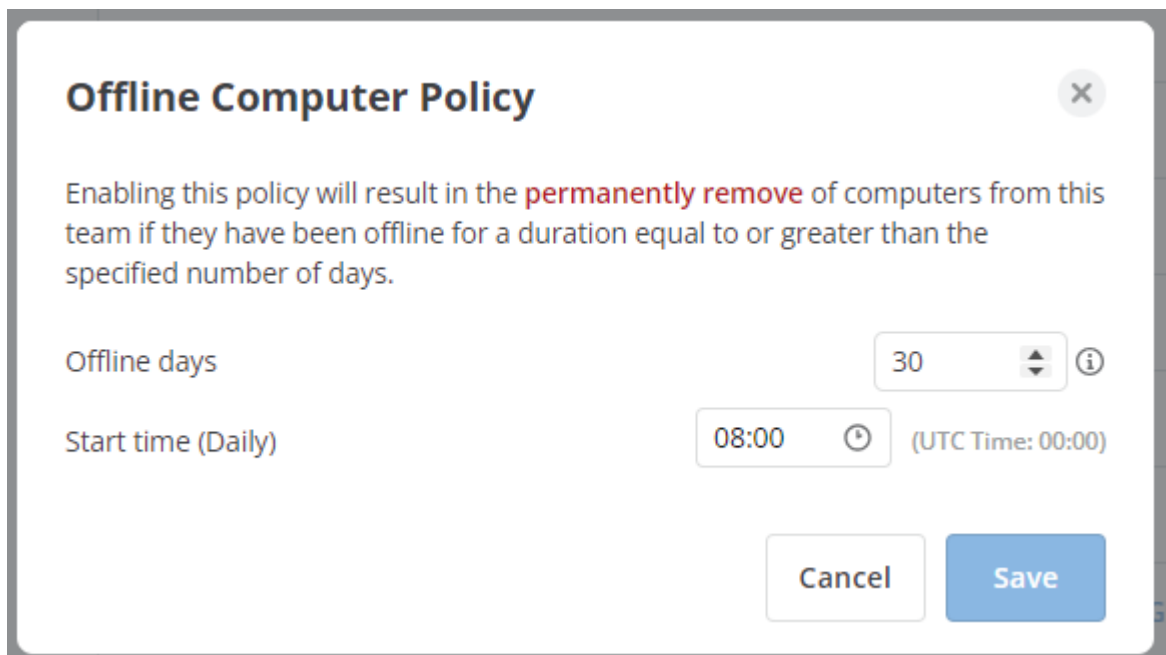 Offline Computer Policy
Enabling this policy will result in the permanently remove of computers from this
team if they have been offline for a duration equal to or greater than the
specified number of days.
Offline days 30
Start time (Daily) 08:00 (UTC Time: 00:00)
Cancel Save